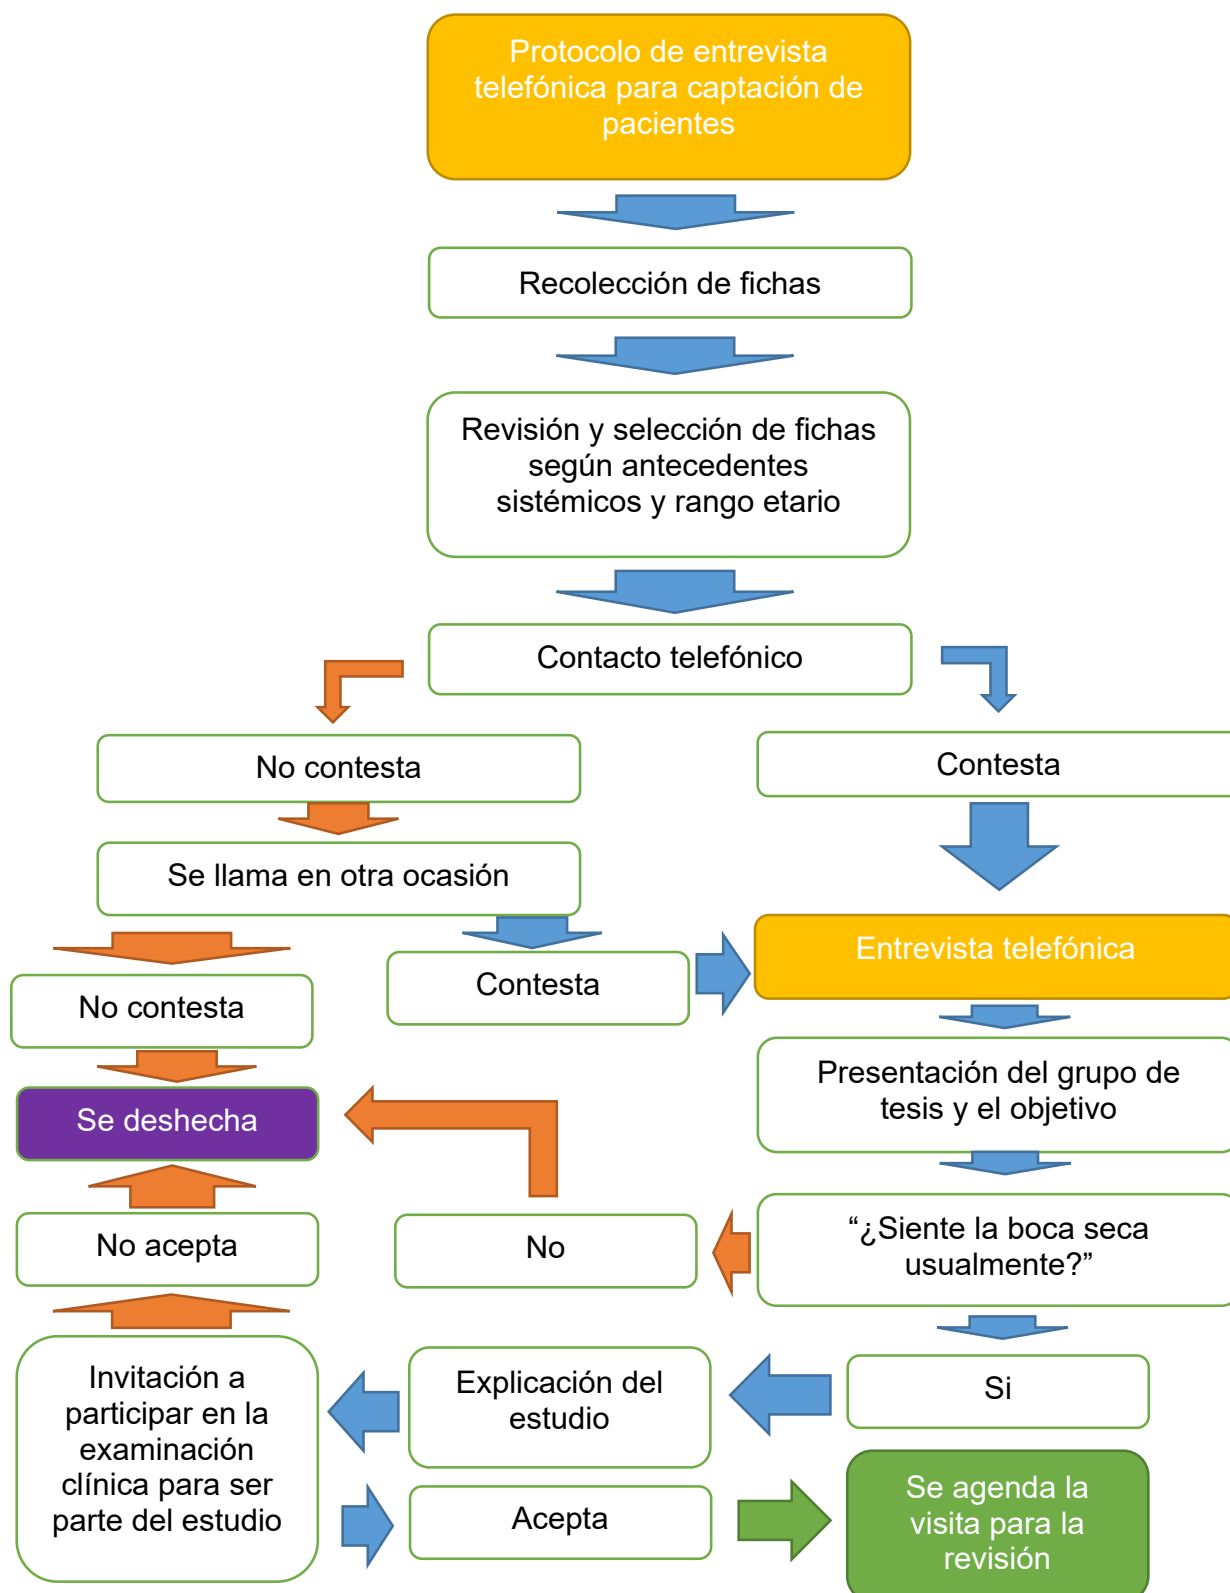 Protocolo de entrevista
telefónica para captación de
pacientes
Recolección de fichas
Revisión y selección de fichas
según antecedentes
sistémicos y rango etario
Contacto telefónico
No contesta
Contesta
Se llama en otra ocasión
Entrevista telefónica
Contesta
No contesta
Presentación del grupo de
tesis y el objetivo
Se deshecha
“¿Siente la boca seca
usualmente?”
No
No acepta
Si
Explicación del
estudio
Invitación a
participar en la
examinación
clínica para ser
parte del estudio
Acepta
Se agenda la
visita para la
revisión